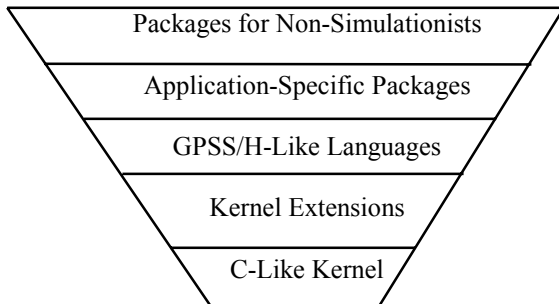 Packages for Non-Simulationists
Application-Specific Packages
GPSS/H-Like Languages
Kernel Extensions
C-Like Kernel